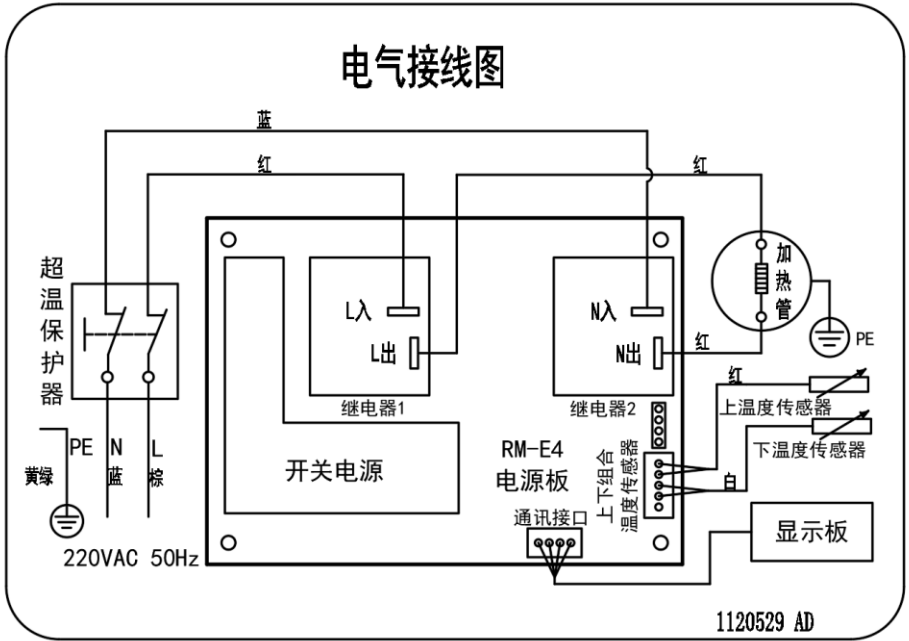 电气接线图
蓝
红
红
超温保护器
L入
L出
继电器1
N入
N出
继电器2
加热管
PE
红
红
上温度传感器
下温度传感器
白
PE
N
L
黄绿
蓝
棕
220VAC 50Hz
开关电源
RM-E4
电源板
上下组合
温度传感器
通讯接口
显示板
1120529 AD